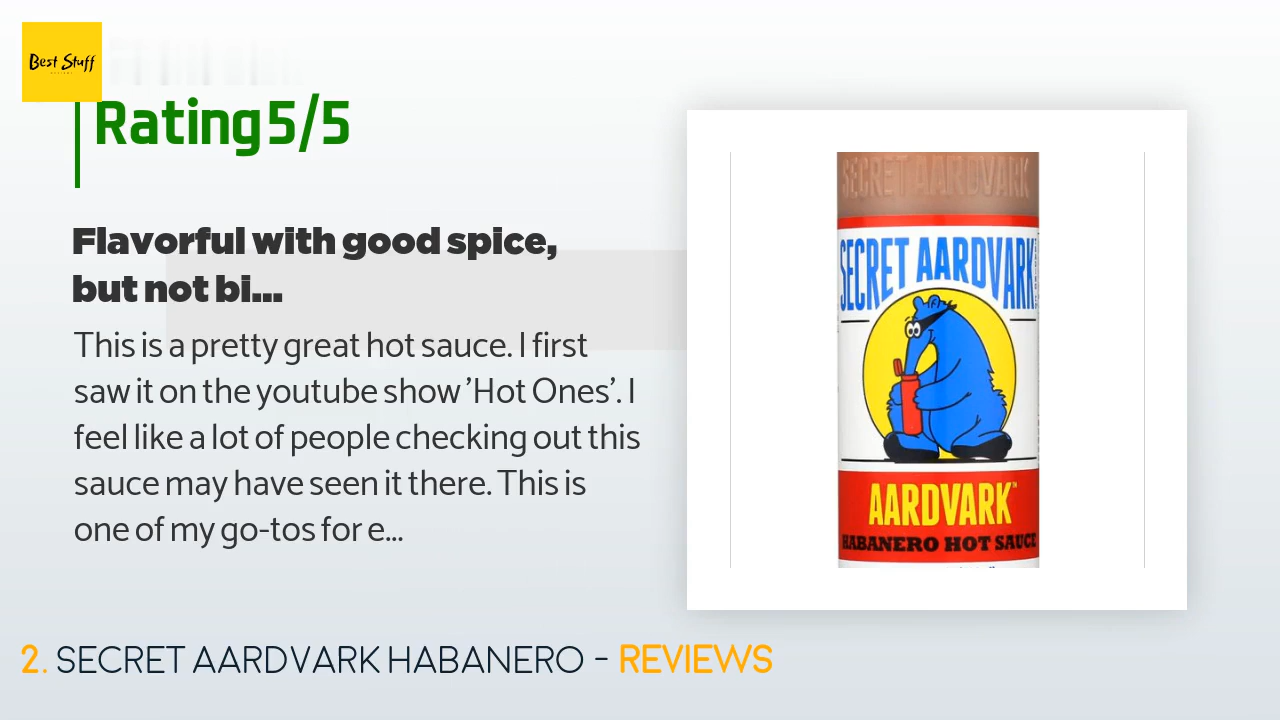 Best Stuff
Rating 5/5
Flavorful with good spice,
but not bi...
This is a pretty great hot sauce. I first
saw it on the youtube show 'Hot Ones'. I
feel like a lot of people checking out this
sauce may have seen it there. This is
one of my go-tos for e...
SECRET AARDVARK
SECRET AARDVARK
AARDVARK™
HABANERO HOT SAUCE
2. SECRET AARDVARK HABANERO - REVIEWS